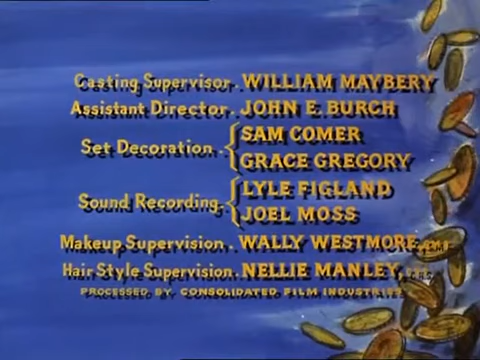 Casting Supervisor . WILLIAM MAYBERY
Assistant Director . JOHN E. BURCH
Set Decoration . { SAM COMER
GRACE GREGORY
Sound Recording . { LYLE FIGLAND
JOEL MOSS
Makeup Supervision . WALLY WESTMORE,
Hair Style Supervision . NELLIE MANLEY,
PROCESSED BY CONSOLIDATED FILM INDUSTRIES